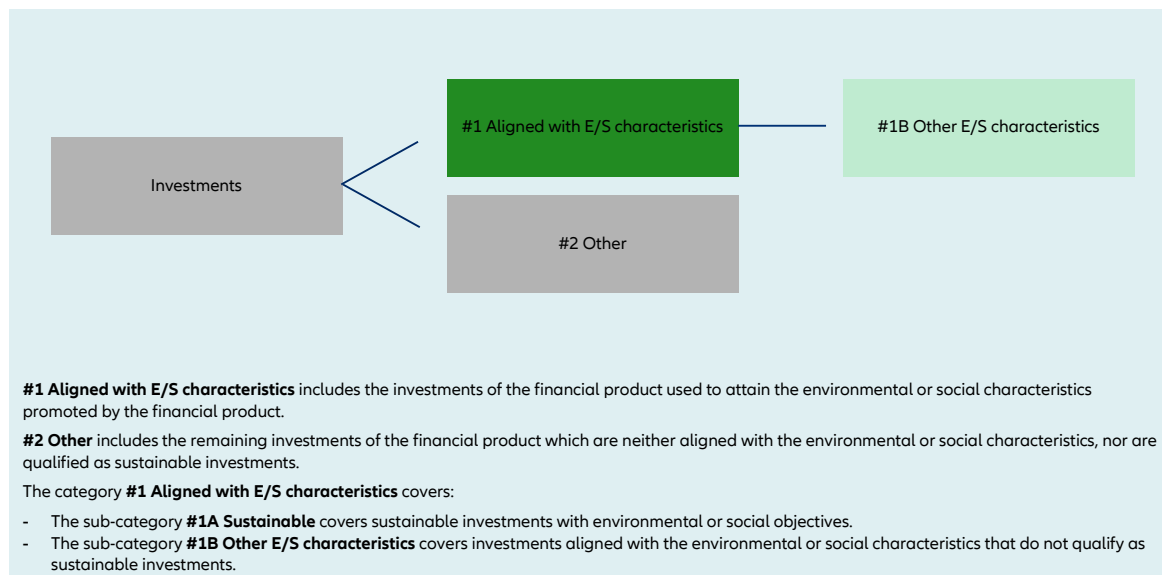 #1 Aligned with E/S characteristics
#1B Other E/S characteristics
Investments
#2 Other
#1 Aligned with E/S characteristics includes the investments of the financial product used to attain the environmental or social characteristics
promoted by the financial product.
#2 Other includes the remaining investments of the financial product which are neither aligned with the environmental or social characteristics, nor are
qualified as sustainable investments.
The category #1 Aligned with E/S characteristics covers:
- The sub-category #1A Sustainable covers sustainable investments with environmental or social objectives.
- The sub-category #1B Other E/S characteristics covers investments aligned with the environmental or social characteristics that do not qualify as
sustainable investments.